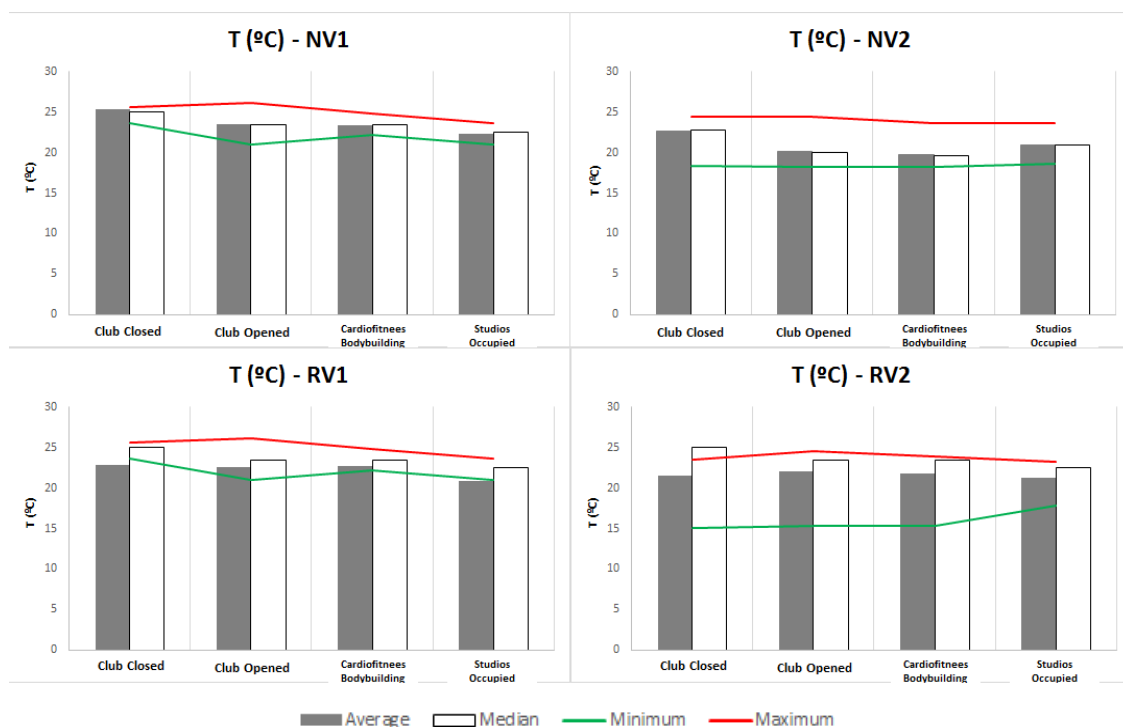 T (ºC) - NV1
30
25
20
15
10
5
0
T (ºC)
Club Closed
Club Opened
Cardiofitnees
Bodybuilding
Studios
Occupied
T (ºC) - NV2
30
25
20
15
10
5
0
T (ºC)
Club Closed
Club Opened
Cardiofitnees
Bodybuilding
Studios
Occupied
T (ºC) - RV1
30
25
20
15
10
5
0
T (ºC)
Club Closed
Club Opened
Cardiofitnees
Bodybuilding
Studios
Occupied
T (ºC) - RV2
30
25
20
15
10
5
0
T (ºC)
Club Closed
Club Opened
Cardiofitnees
Bodybuilding
Studios
Occupied
Average Median Minimum Maximum